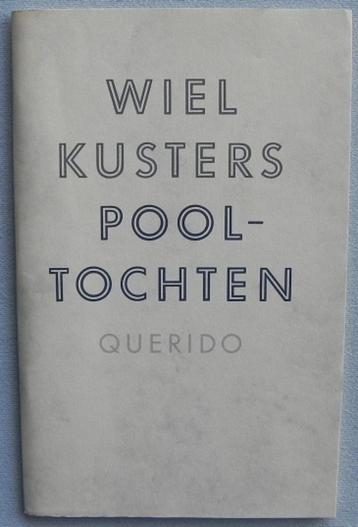 WIEL
KUSTERS
POOL-
TOCHTEN
QUERIDO